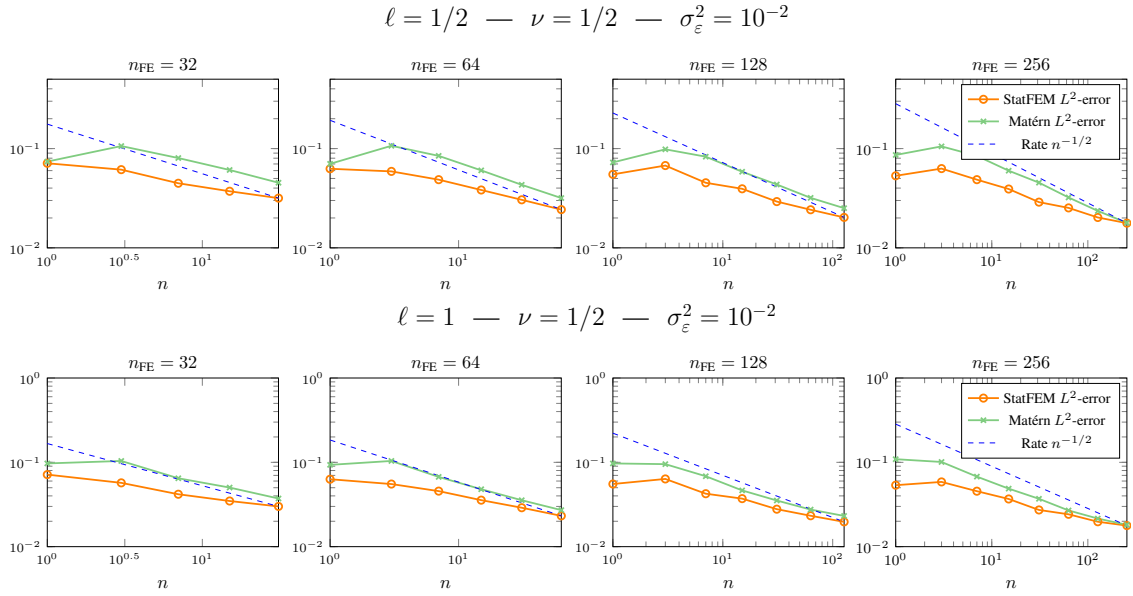 ℓ = 1/2 — ν = 1/2 — σ_ε^2 = 10^−2
n_FE = 32
n_FE = 64
n_FE = 128
n_FE = 256
10^−1
10^−2
10^0
10^0.5
10^1
n
10^−1
10^−2
10^1
n
10^−1
10^−2
10^0
10^1
10^2
n
10^−1
10^−2
10^0
10^1
10^2
n
StatFEM L^2-error
Matérn L^2-error
Rate n^−1/2
ℓ = 1 — ν = 1/2 — σ_ε^2 = 10^−2
n_FE = 32
n_FE = 64
n_FE = 128
n_FE = 256
10^0
10^−1
10^−2
10^0
10^0.5
10^1
n
10^0
10^−1
10^−2
10^1
n
10^0
10^−1
10^−2
10^0
10^1
10^2
n
10^0
10^−1
10^−2
10^0
10^1
10^2
n
StatFEM L^2-error
Matérn L^2-error
Rate n^−1/2